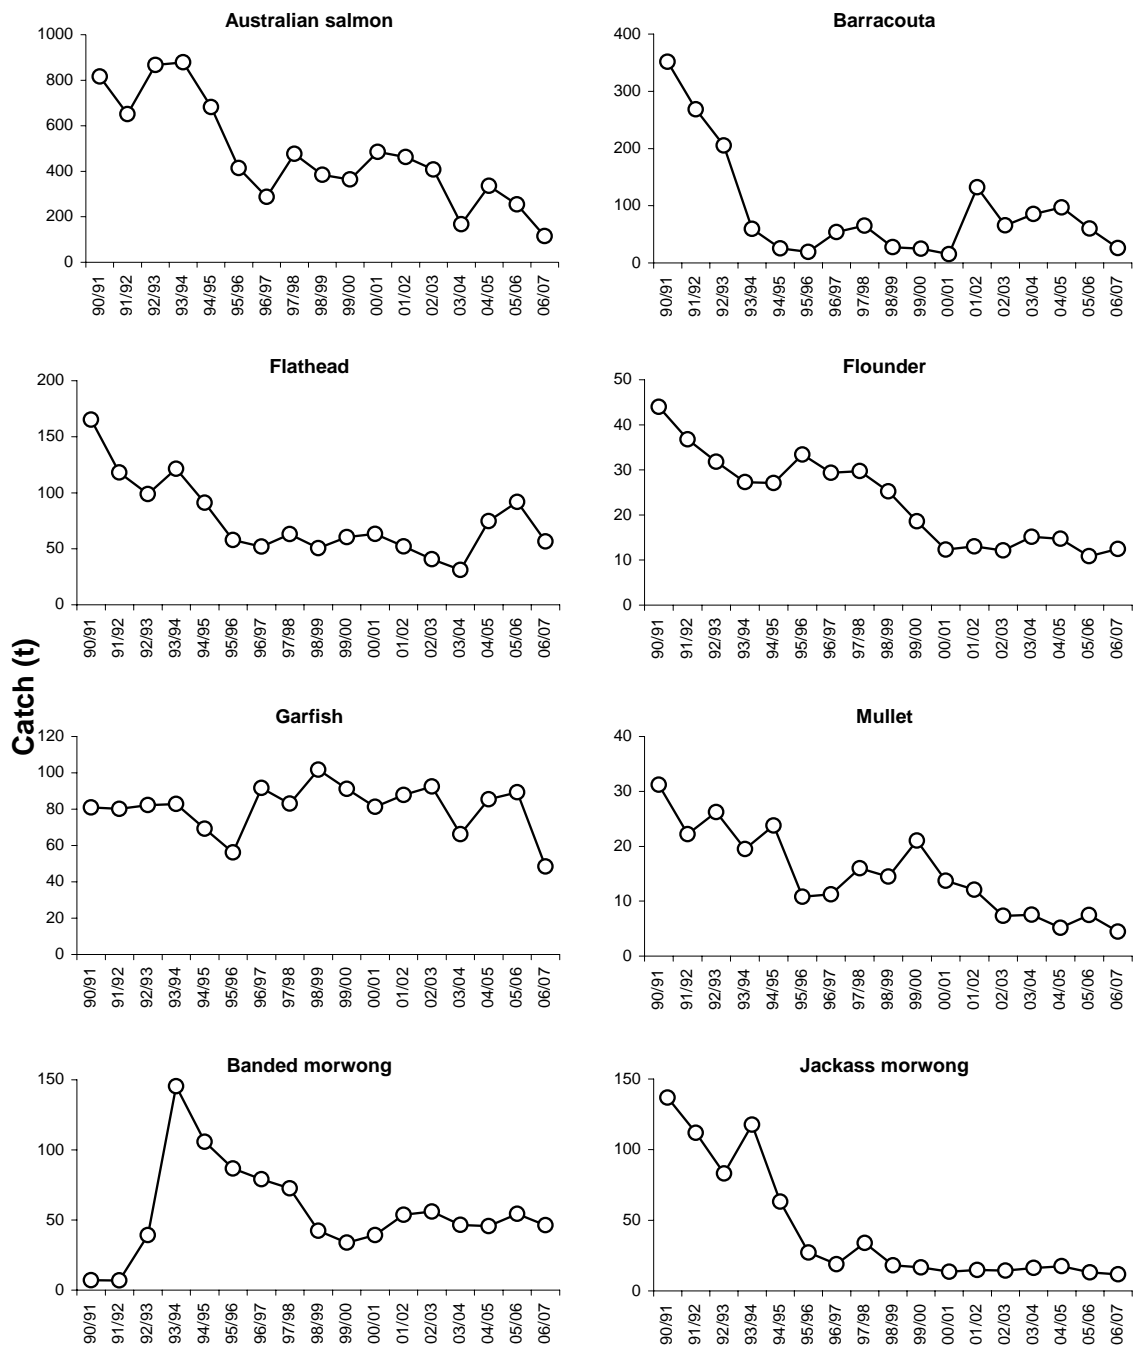 Australian salmon
1000
800
600
400
200
0
90/91 91/92 92/93 93/94 94/95 95/96 96/97 97/98 98/99 99/00 00/01 01/02 02/03 03/04 04/05 05/06 06/07
Barracouta
400
300
200
100
0
90/91 91/92 92/93 93/94 94/95 95/96 96/97 97/98 98/99 99/00 00/01 01/02 02/03 03/04 04/05 05/06 06/07
Flathead
200
150
100
50
0
90/91 91/92 92/93 93/94 94/95 95/96 96/97 97/98 98/99 99/00 00/01 01/02 02/03 03/04 04/05 05/06 06/07
Flounder
50
40
30
20
10
0
90/91 91/92 92/93 93/94 94/95 95/96 96/97 97/98 98/99 99/00 00/01 01/02 02/03 03/04 04/05 05/06 06/07
Catch (t)
Garfish
120
100
80
60
40
20
0
90/91 91/92 92/93 93/94 94/95 95/96 96/97 97/98 98/99 99/00 00/01 01/02 02/03 03/04 04/05 05/06 06/07
Mullet
40
30
20
10
0
90/91 91/92 92/93 93/94 94/95 95/96 96/97 97/98 98/99 99/00 00/01 01/02 02/03 03/04 04/05 05/06 06/07
Banded morwong
150
100
50
0
90/91 91/92 92/93 93/94 94/95 95/96 96/97 97/98 98/99 99/00 00/01 01/02 02/03 03/04 04/05 05/06 06/07
Jackass morwong
150
100
50
0
90/91 91/92 92/93 93/94 94/95 95/96 96/97 97/98 98/99 99/00 00/01 01/02 02/03 03/04 04/05 05/06 06/07